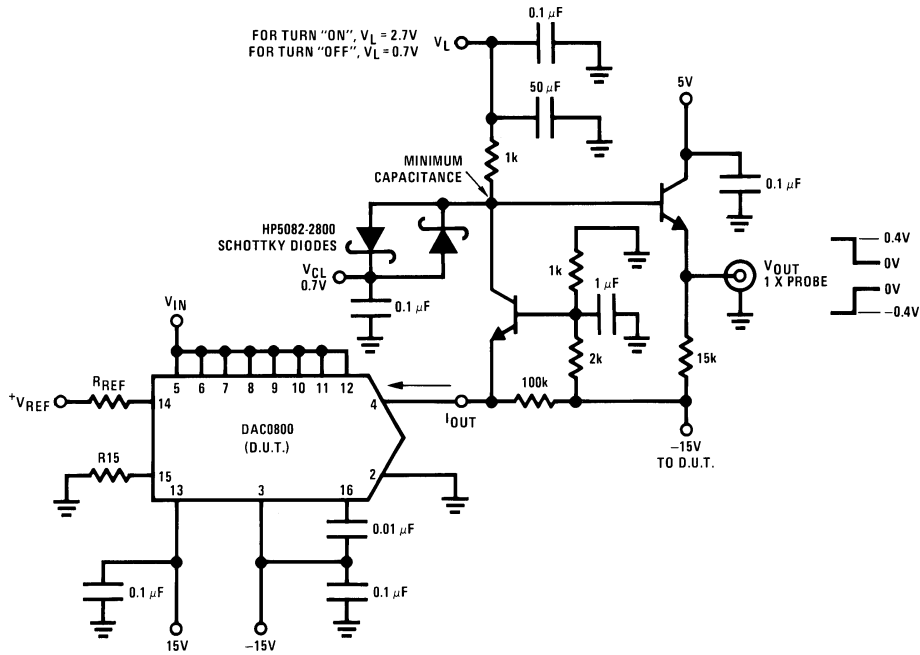 0.1 μF
FOR TURN "ON", VL = 2.7V
FOR TURN "OFF", VL = 0.7V
VL
50 μF
5V
1k
MINIMUM
CAPACITANCE
0.1 μF
HP5082-2800
SCHOTTKY DIODES
VCL
0.7V
0.1 μF
1k
1 μF
2k
VOUT
1 X PROBE
0.4V
0V
0V
−0.4V
15k
VIN
5 6 7 8 9 10 11 12
+VREF
RREF
14
4
IOUT
100k
DAC0800
(D.U.T.)
−15V
TO D.U.T.
R15
15
2
13
3
16
0.01 μF
0.1 μF
0.1 μF
15V
−15V